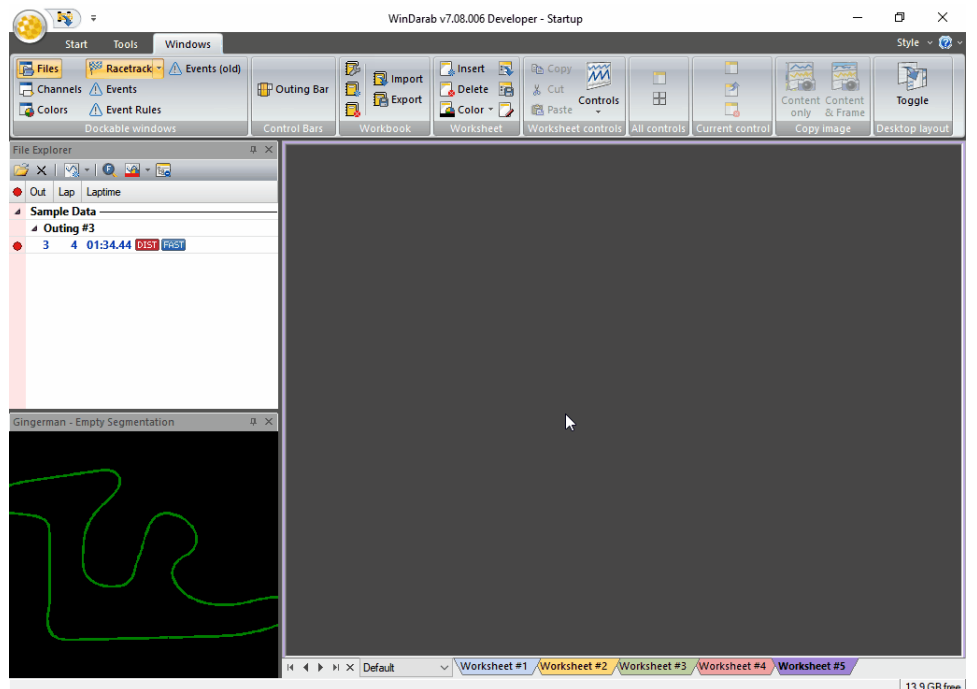 WinDarab v7.08.006 Developer - Startup
Start Tools Windows Style
Files Racetrack Events (old)
Channels Events
Colors Event Rules
Dockable windows
Outing Bar
Control Bars
Import
Export
Workbook
Insert
Delete
Color
Worksheet
Copy
Cut
Paste
Controls
Worksheet controls
All controls
Current control
Content only
Content & Frame
Copy image
Toggle
Desktop layout
File Explorer
Out Lap Laptime
Sample Data
Outing #3
3 4 01:34.44 DIST FAST
Gingerman - Empty Segmentation
Default Worksheet #1 Worksheet #2 Worksheet #3 Worksheet #4 Worksheet #5
13.9 GB free